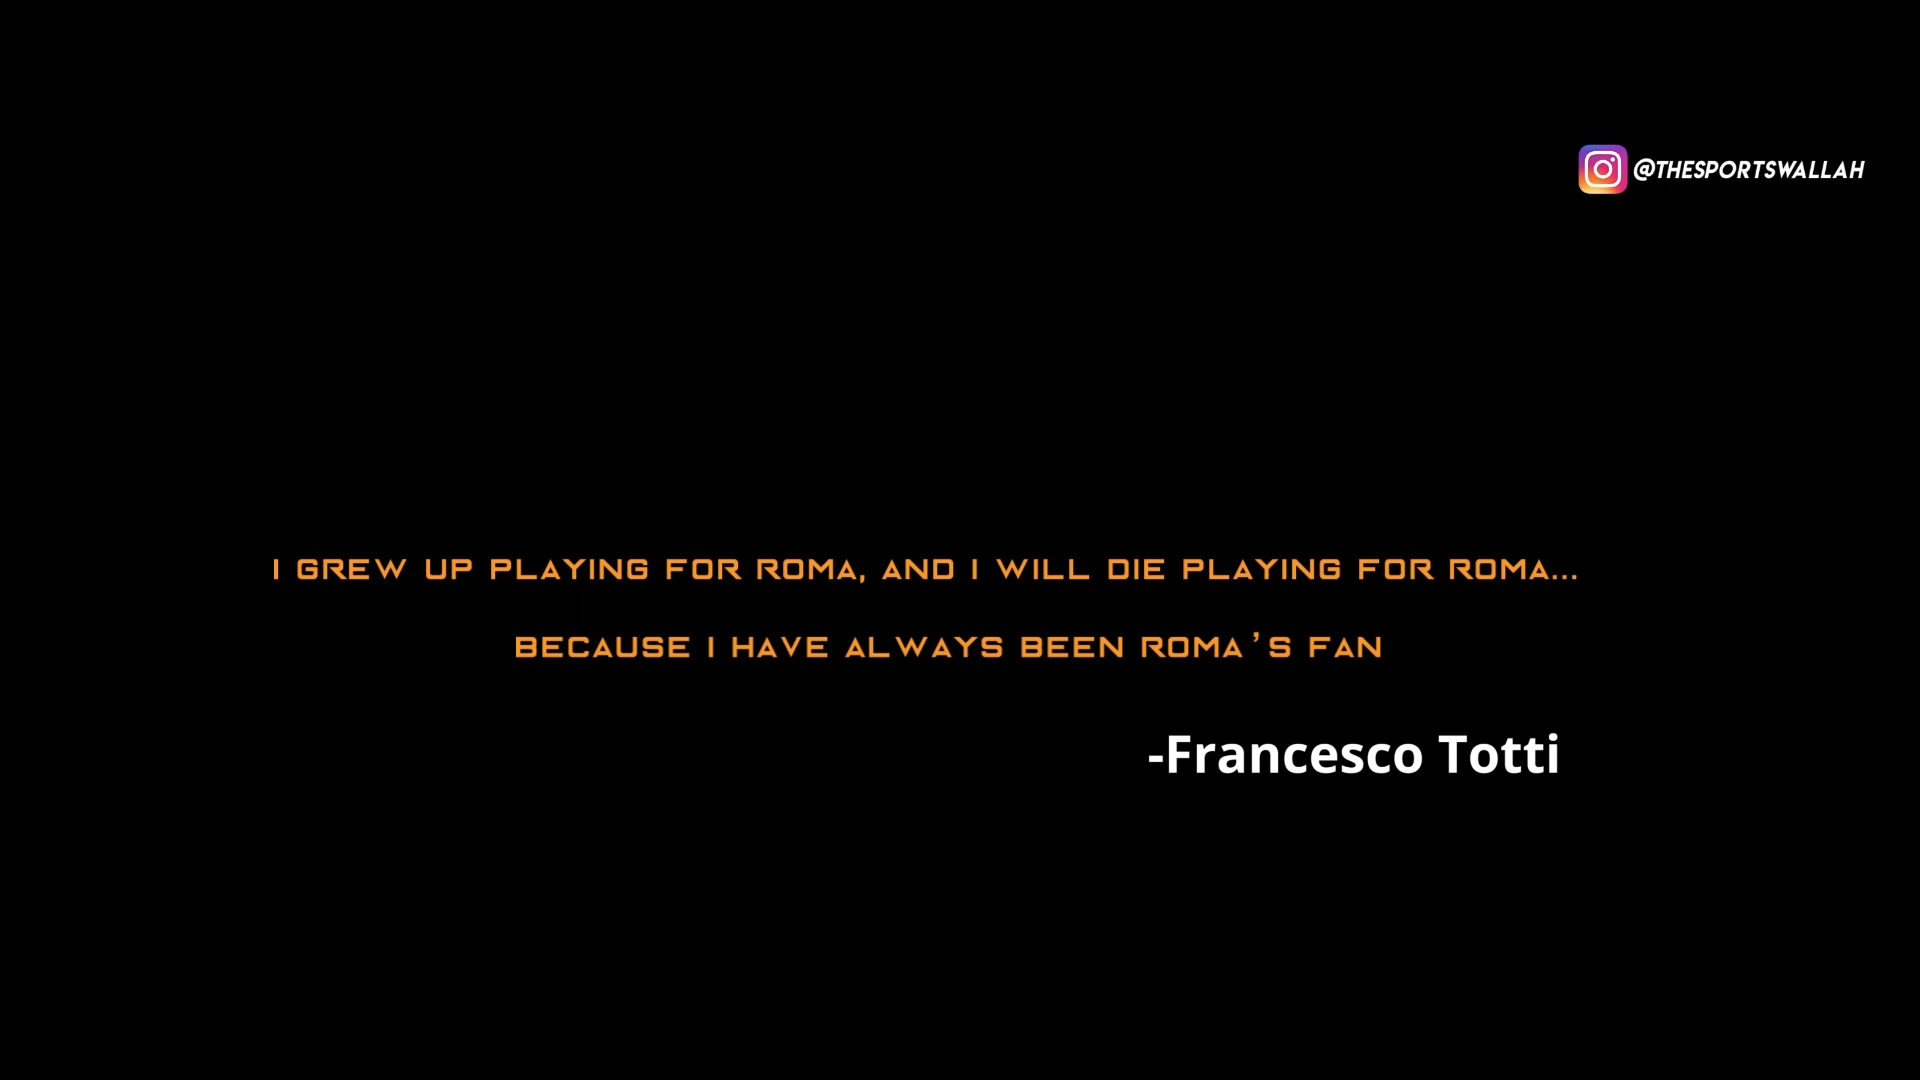 @THESPORTSWALLAH
I GREW UP PLAYING FOR ROMA, AND I WILL DIE PLAYING FOR ROMA...
BECAUSE I HAVE ALWAYS BEEN ROMA'S FAN
-Francesco Totti